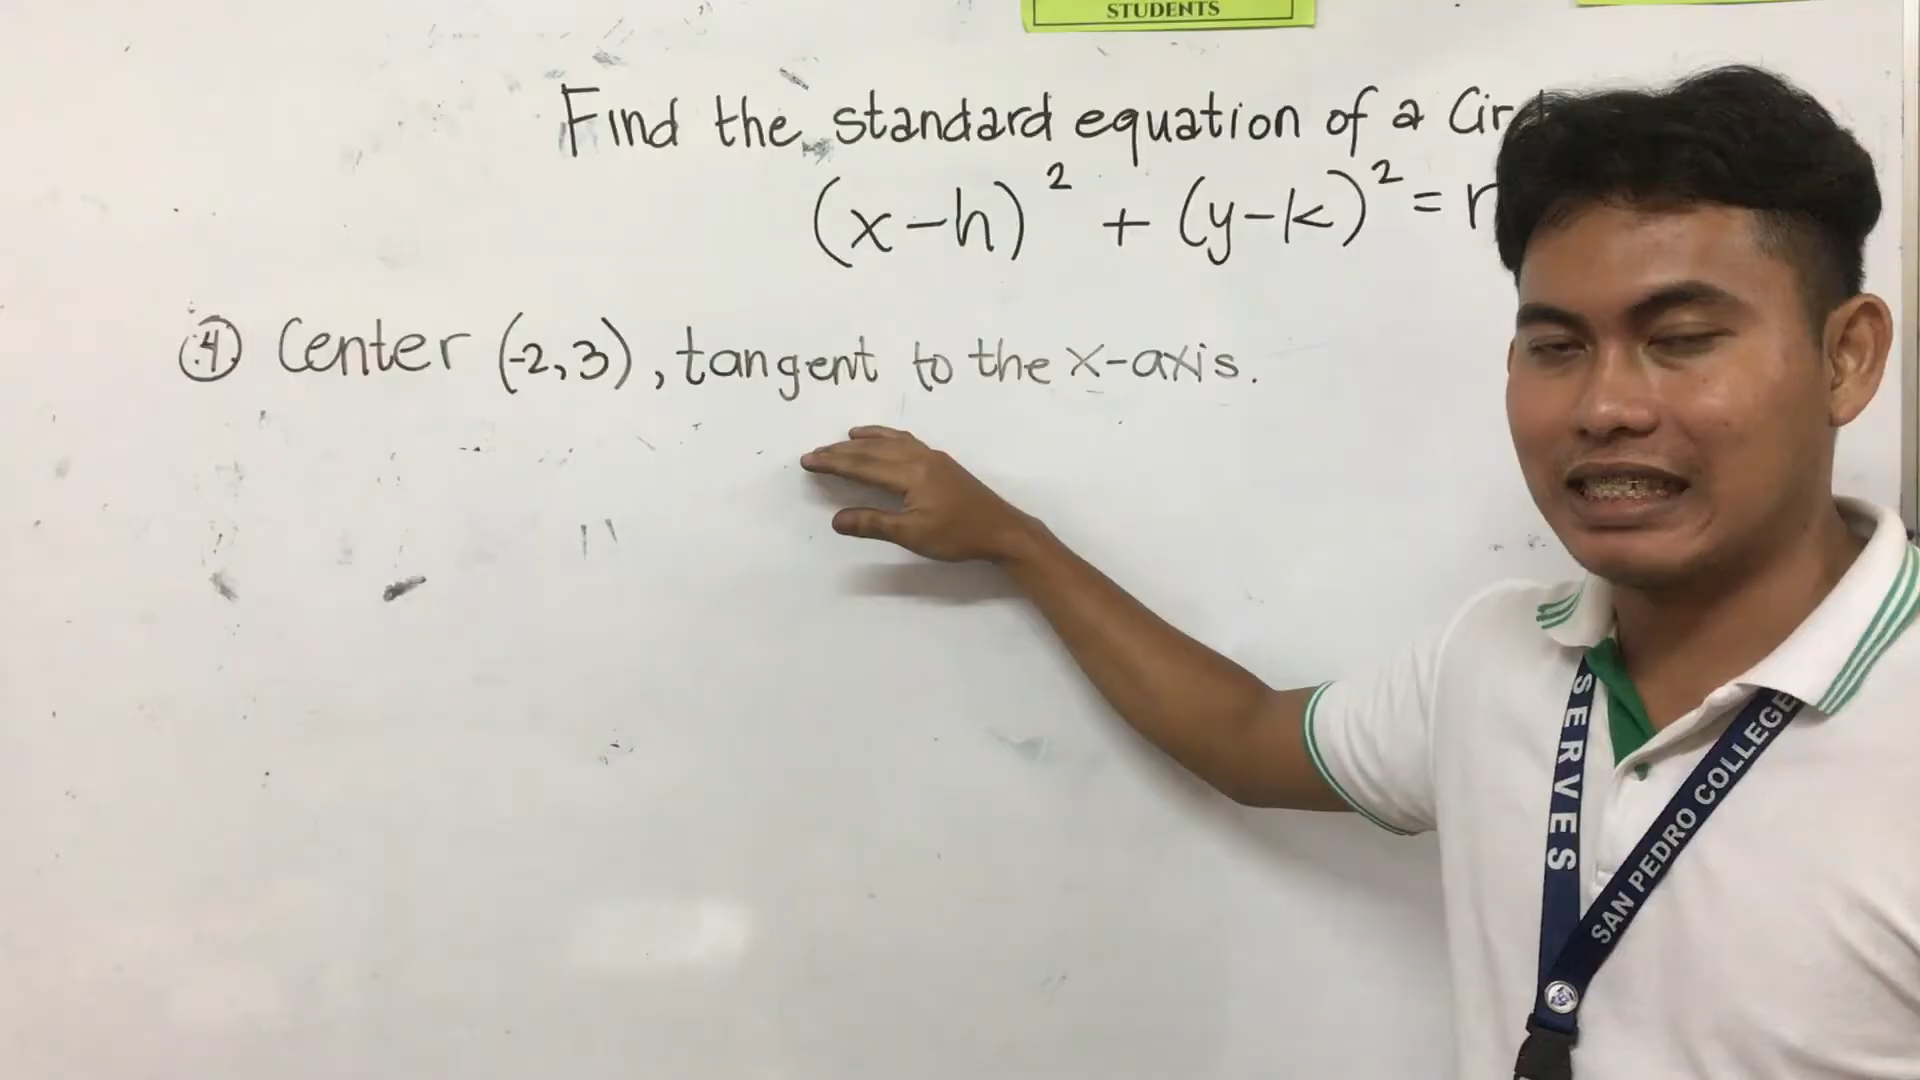 STUDENTS
Find the standard equation of a
(x-h)² + (y-k)² = r
④ Center (-2,3), tangent to the x-axis.
SERVES
SAN PEDRO COLLEGE